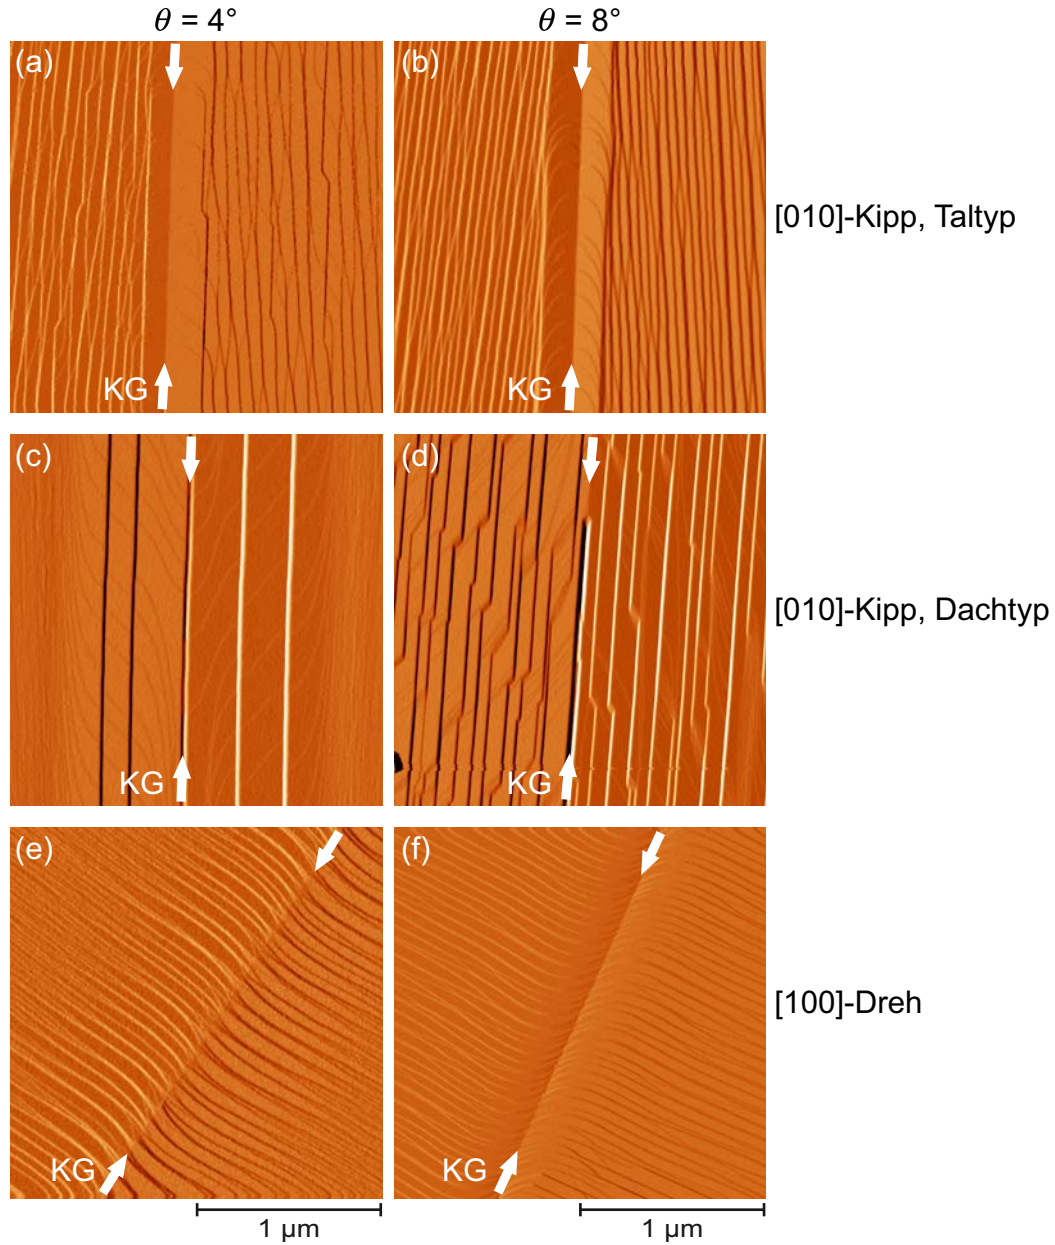 θ = 4°
θ = 8°
(a)
(b)
KG
KG
[010]-Kipp, Taltyp
(c)
(d)
KG
KG
[010]-Kipp, Dachtyp
(e)
(f)
KG
KG
[100]-Dreh
1 µm
1 µm